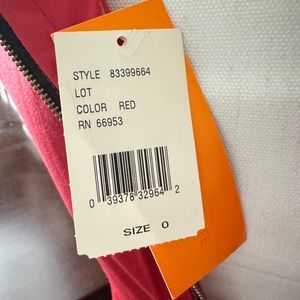 STYLE 83399664
LOT
COLOR RED
RN 66953
0 39378 32964 2
SIZE 0